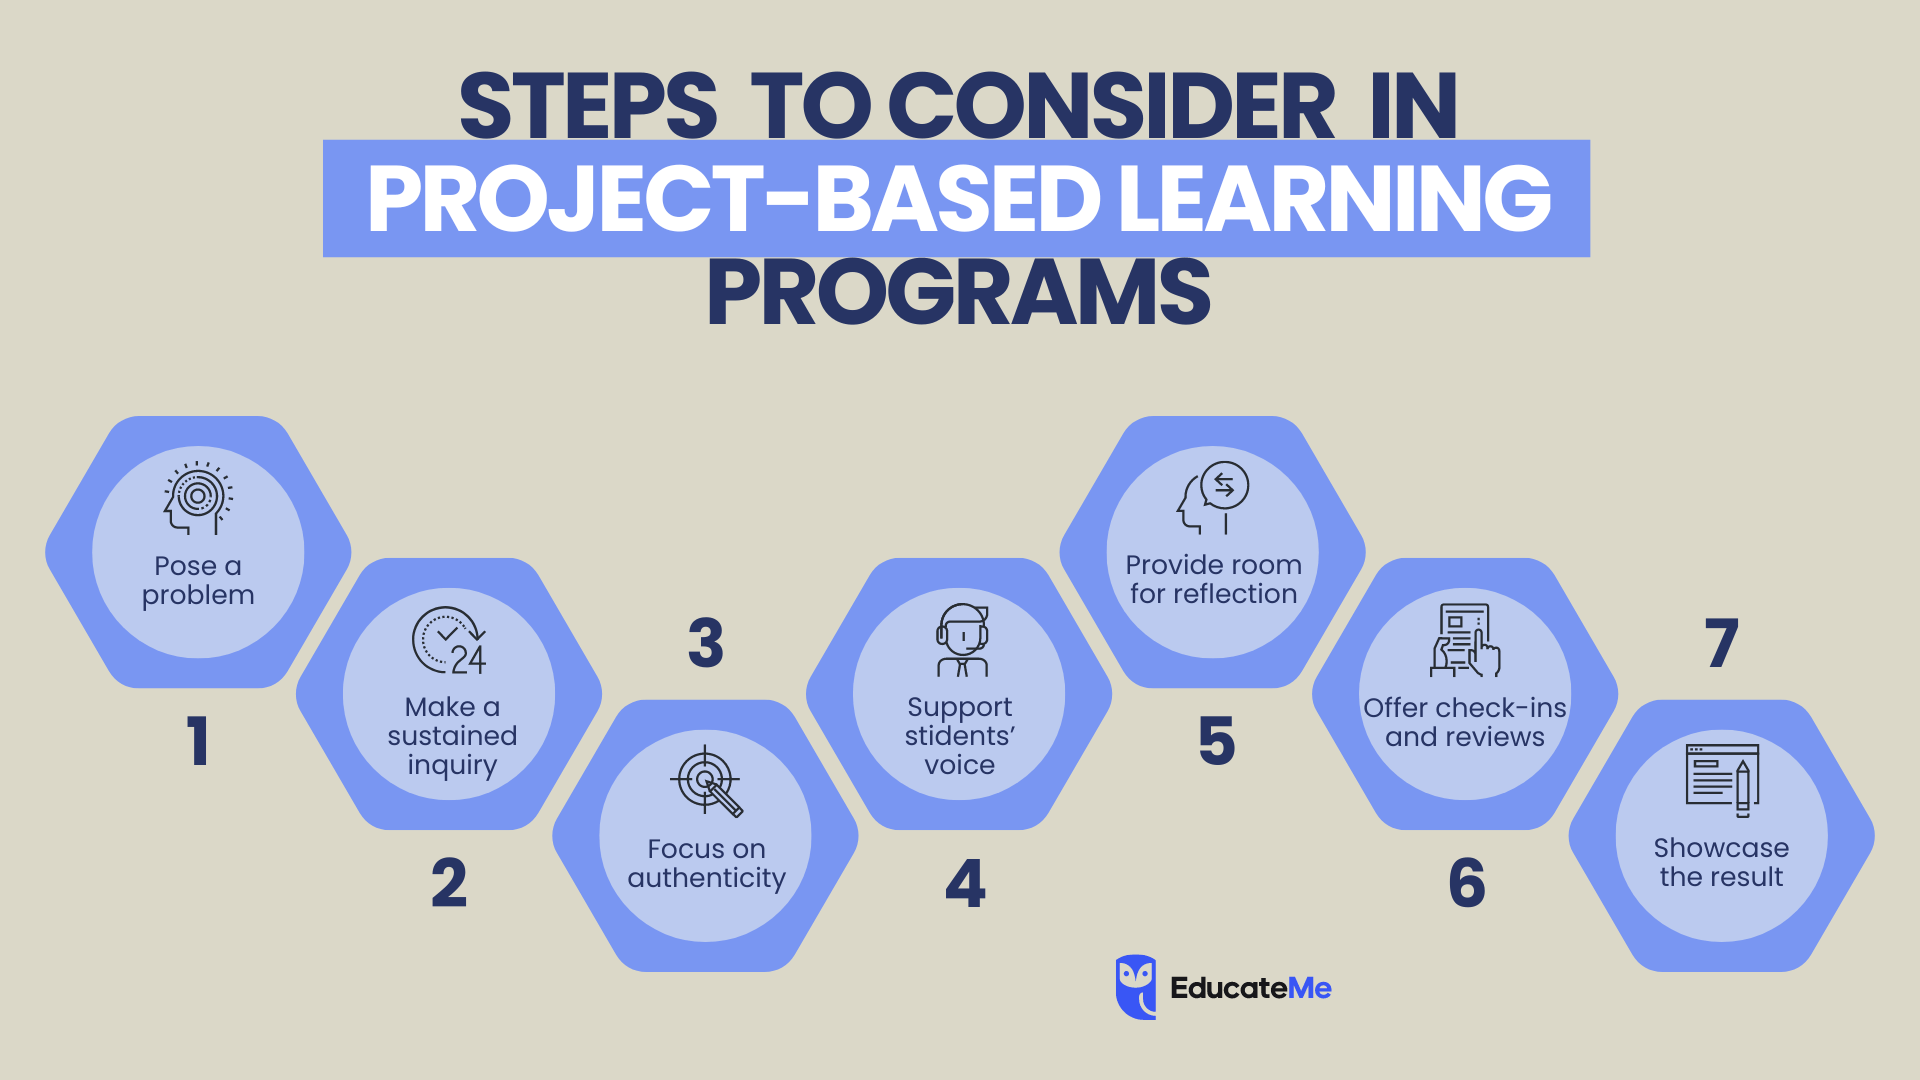 STEPS TO CONSIDER IN
PROJECT-BASED LEARNING
PROGRAMS
Pose a
problem
1
Make a
sustained
inquiry
2
3
Focus on
authenticity
Support
stidents’
voice
4
Provide room
for reflection
5
Offer check-ins
and reviews
6
7
Showcase
the result
24
EducateMe